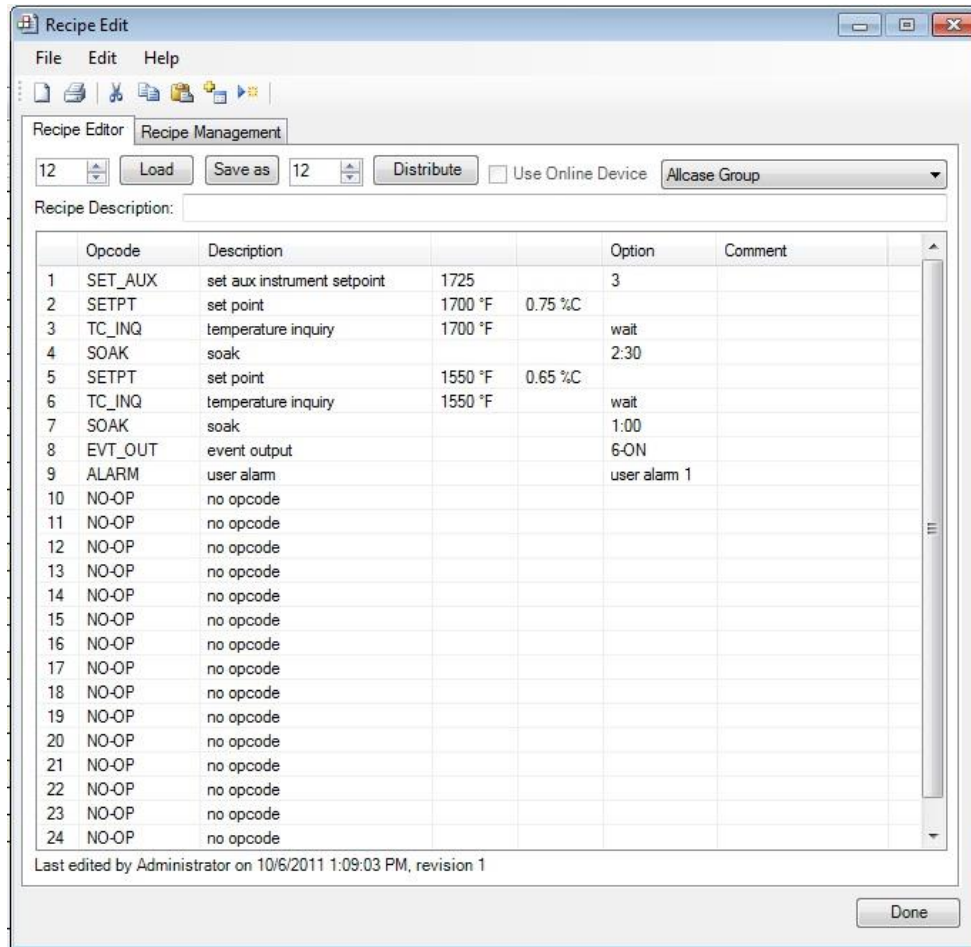 Recipe Edit
File Edit Help
Recipe Editor Recipe Management
12 Load Save as 12 Distribute Use Online Device Allcase Group
Recipe Description:
Opcode Description Option Comment
1 SET_AUX set aux instrument setpoint 1725 3
2 SETPT set point 1700 °F 0.75 %C
3 TC_INQ temperature inquiry 1700 °F wait
4 SOAK soak 2:30
5 SETPT set point 1550 °F 0.65 %C
6 TC_INQ temperature inquiry 1550 °F wait
7 SOAK soak 1:00
8 EVT_OUT event output 6-ON
9 ALARM user alarm user alarm 1
10 NO-OP no opcode
11 NO-OP no opcode
12 NO-OP no opcode
13 NO-OP no opcode
14 NO-OP no opcode
15 NO-OP no opcode
16 NO-OP no opcode
17 NO-OP no opcode
18 NO-OP no opcode
19 NO-OP no opcode
20 NO-OP no opcode
21 NO-OP no opcode
22 NO-OP no opcode
23 NO-OP no opcode
24 NO-OP no opcode
Last edited by Administrator on 10/6/2011 1:09:03 PM, revision 1
Done